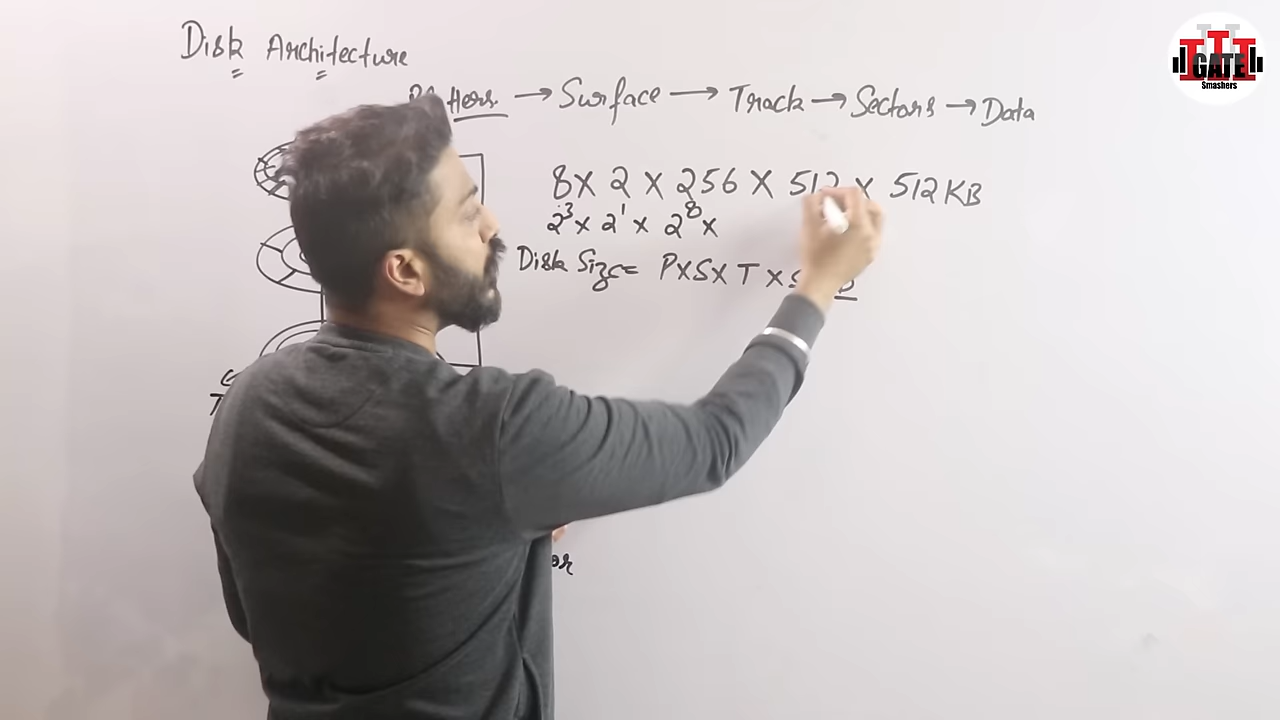 Disk Architecture
→ Surface → Track → Sectors → Data
8 X 2 X 256 X 512 X 512 KB
2³ X 2¹ X 2⁸ X
Disk Size = P X S X T X
GATE
Smashers